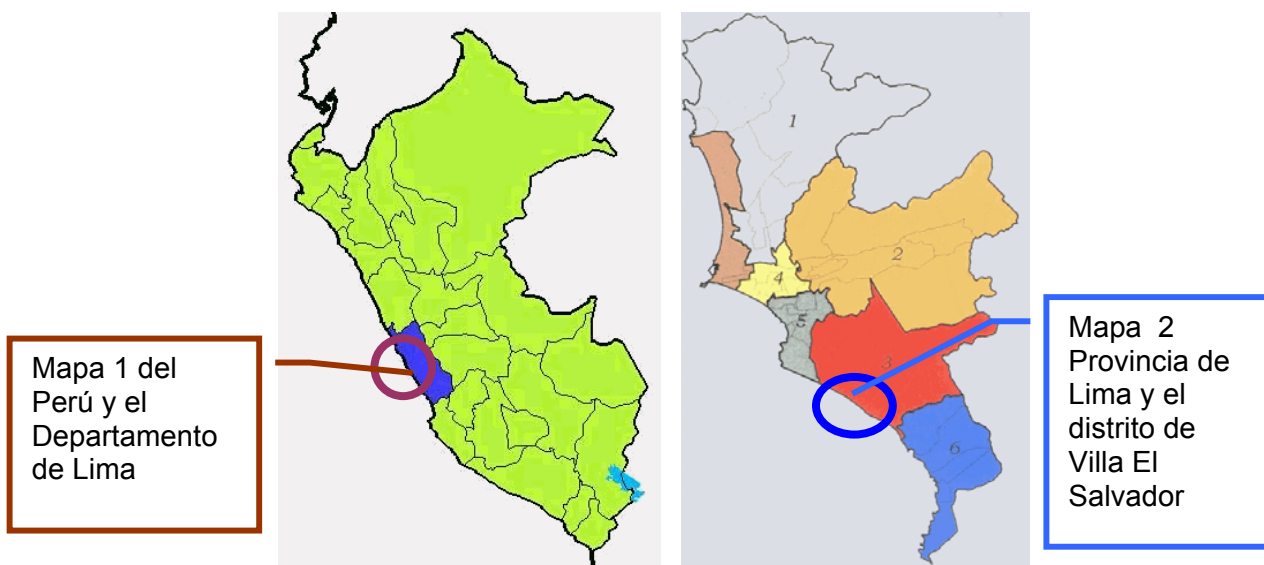 Mapa 1 del
Perú y el
Departamento
de Lima
1
2
4
5
3
6
Mapa 2
Provincia de
Lima y el
distrito de
Villa El
Salvador